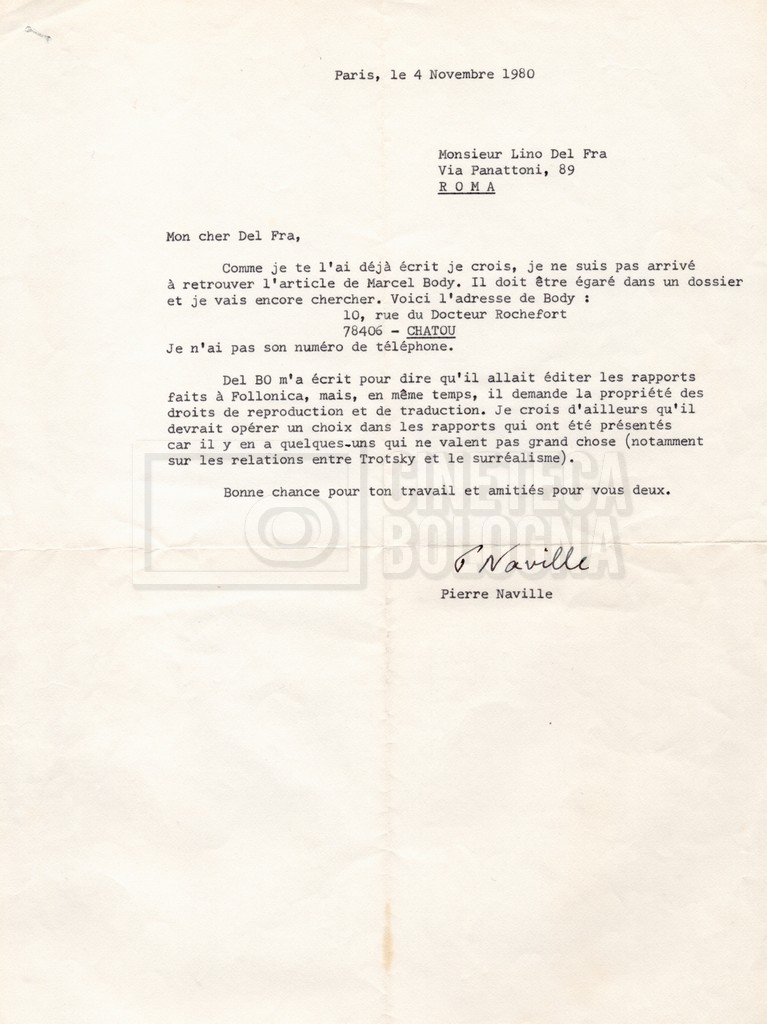 Paris, le 4 Novembre 1980
Monsieur Lino Del Fra
Via Panattoni, 89
R O M A
Mon cher Del Fra,
Comme je te l'ai déjà écrit je crois, je ne suis pas arrivé
à retrouver l'article de Marcel Body. Il doit être égaré dans un dossier
et je vais encore chercher. Voici l'adresse de Body :
10, rue du Docteur Rochefort
78406 - CHATOU
Je n'ai pas son numéro de téléphone.
Del BO m'a écrit pour dire qu'il allait éditer les rapports
faits à Follonica, mais, en même temps, il demande la propriété des
droits de reproduction et de traduction. Je crois d'ailleurs qu'il
devrait opérer un choix dans les rapports qui ont été présentés
car il y en a quelques-uns qui ne valent pas grand chose (notamment
sur les relations entre Trotsky et le surréalisme).
Bonne chance pour ton travail et amitiés pour vous deux.
CINETECA
BOLOGNA
P Naville
Pierre Naville